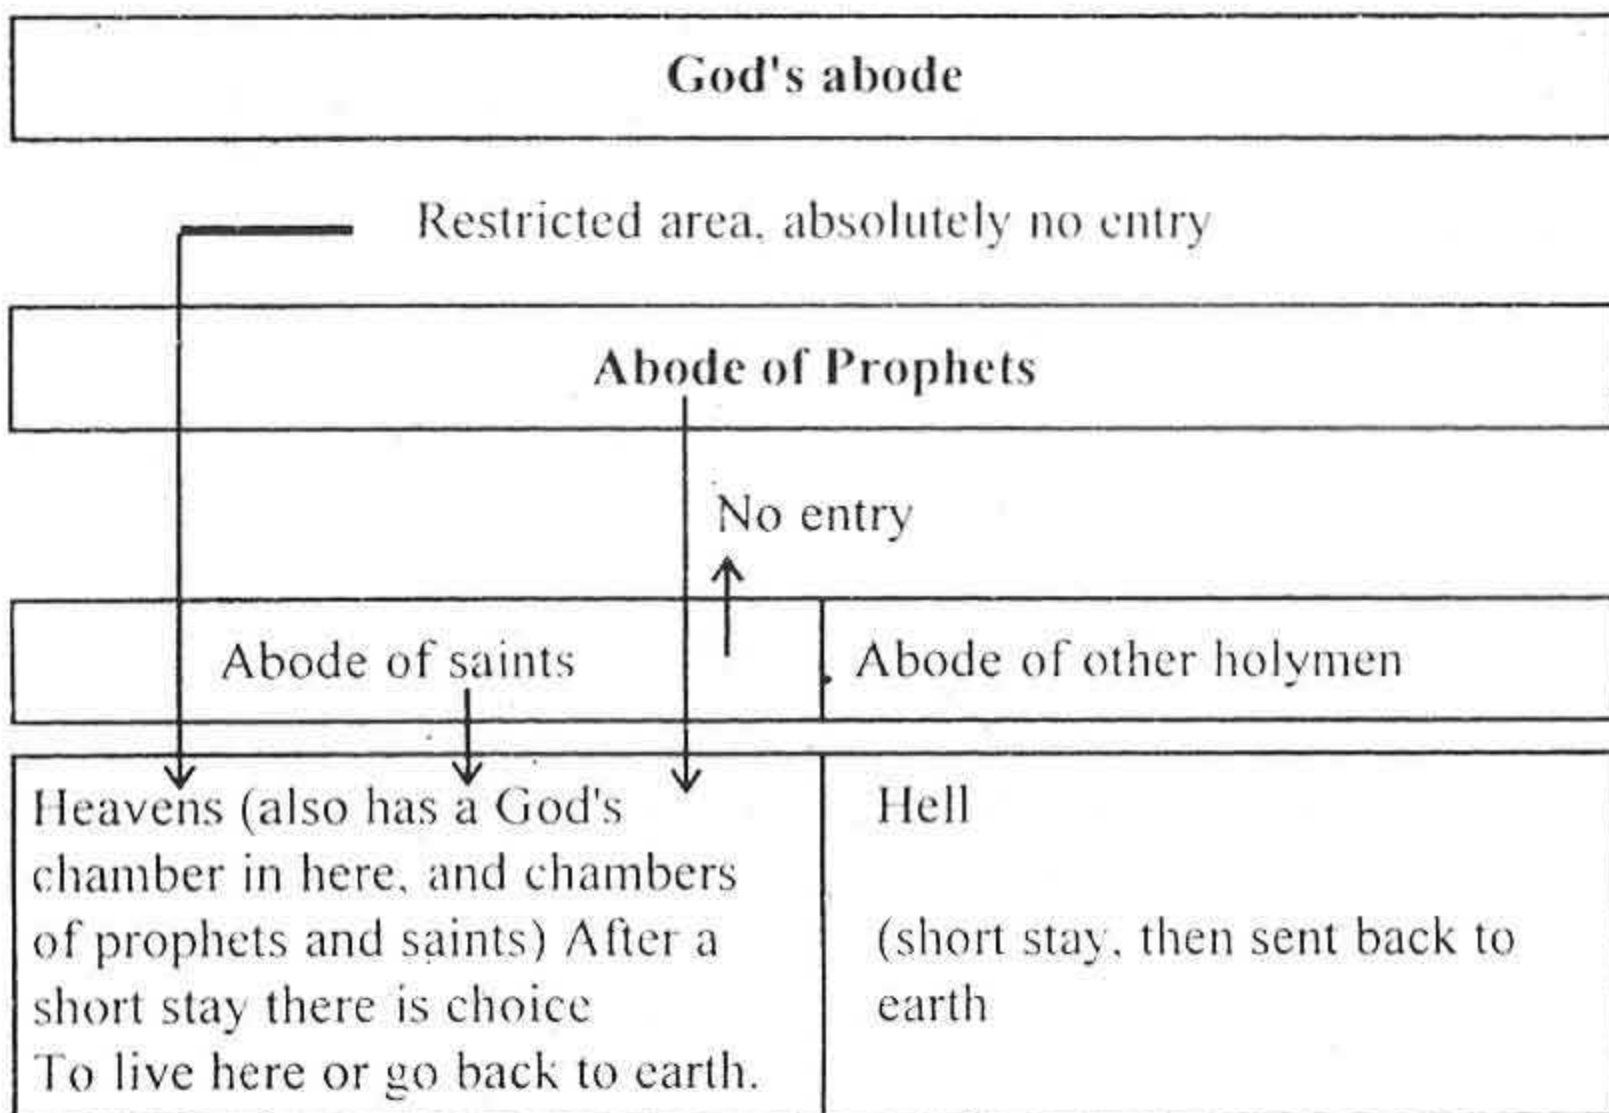 God's abode
Restricted area, absolutely no entry
Abode of Prophets
No entry
Abode of saints
Abode of other holymen
Heavens (also has a God's
chamber in here, and chambers
of prophets and saints) After a
short stay there is choice
To live here or go back to earth.
Hell
(short stay, then sent back to
earth